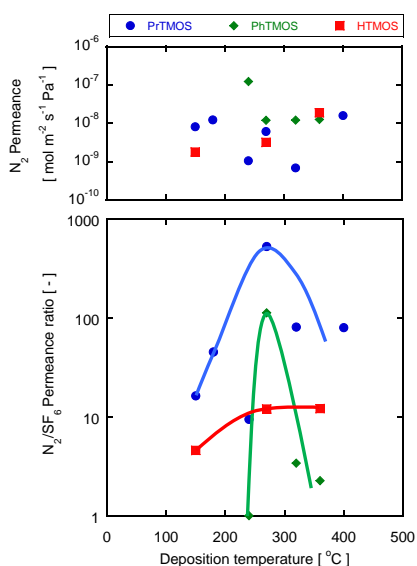 PrTMOS PhTMOS HTMOS
N2 Permeance
[ mol m-2 s-1 Pa-1]
10-6
10-7
10-8
10-9
10-10
N2/SF6 Permeance ratio [ - ]
1000
100
10
1
0 100 200 300 400 500
Deposition temperature [ oC ]